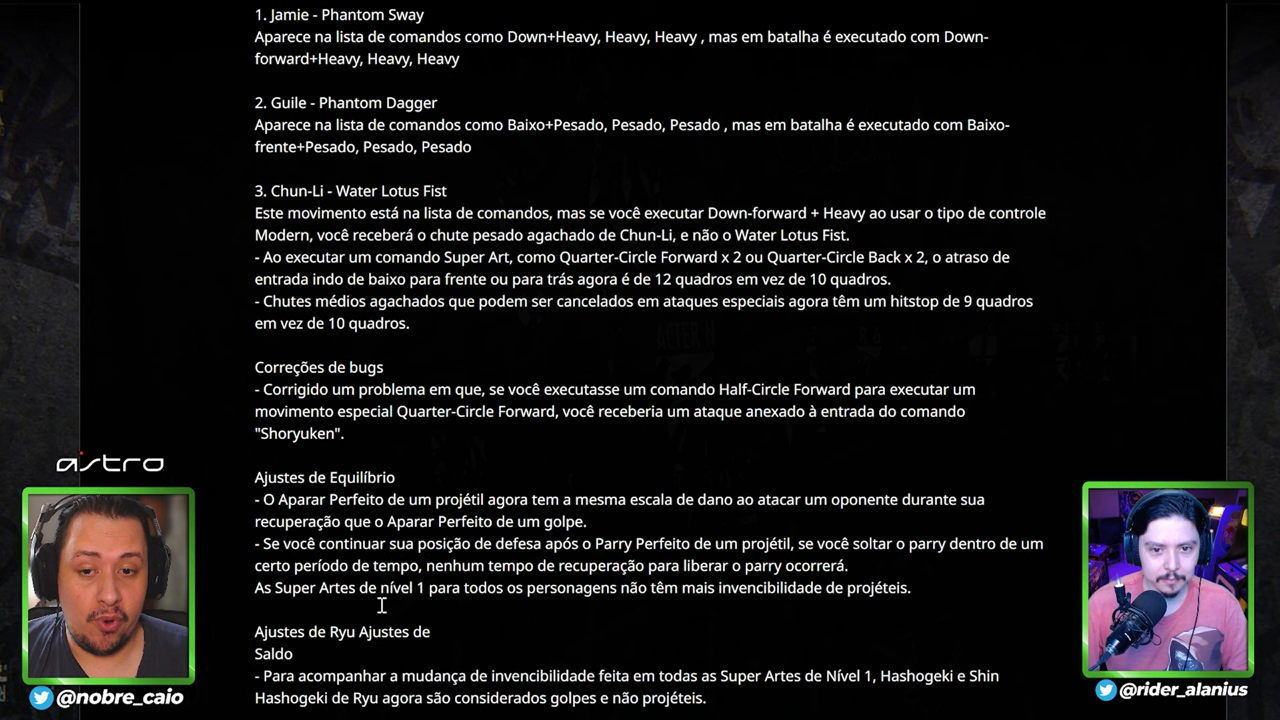 1. Jamie - Phantom Sway
Aparece na lista de comandos como Down+Heavy, Heavy, Heavy , mas em batalha é executado com Down-
forward+Heavy, Heavy, Heavy
2. Guile - Phantom Dagger
Aparece na lista de comandos como Baixo+Pesado, Pesado, Pesado , mas em batalha é executado com Baixo-
frente+Pesado, Pesado, Pesado
3. Chun-Li - Water Lotus Fist
Este movimento está na lista de comandos, mas se você executar Down-forward + Heavy ao usar o tipo de controle
Modern, você receberá o chute pesado agachado de Chun-Li, e não o Water Lotus Fist.
- Ao executar um comando Super Art, como Quarter-Circle Forward x 2 ou Quarter-Circle Back x 2, o atraso de
entrada indo de baixo para frente ou para trás agora é de 12 quadros em vez de 10 quadros.
- Chutes médios agachados que podem ser cancelados em ataques especiais agora têm um hitstop de 9 quadros
em vez de 10 quadros.
Correções de bugs
- Corrigido um problema em que, se você executasse um comando Half-Circle Forward para executar um
movimento especial Quarter-Circle Forward, você receberia um ataque anexado à entrada do comando
"Shoryuken".
Ajustes de Equilíbrio
- O Aparar Perfeito de um projétil agora tem a mesma escala de dano ao atacar um oponente durante sua
recuperação que o Aparar Perfeito de um golpe.
- Se você continuar sua posição de defesa após o Parry Perfeito de um projétil, se você soltar o parry dentro de um
certo período de tempo, nenhum tempo de recuperação para liberar o parry ocorrerá.
As Super Artes de nível 1 para todos os personagens não têm mais invencibilidade de projéteis.
Ajustes de Ryu Ajustes de
Saldo
- Para acompanhar a mudança de invencibilidade feita em todas as Super Artes de Nível 1, Hashogeki e Shin
Hashogeki de Ryu agora são considerados golpes e não projéteis.
astro
@nobre_caio
@rider_alanius